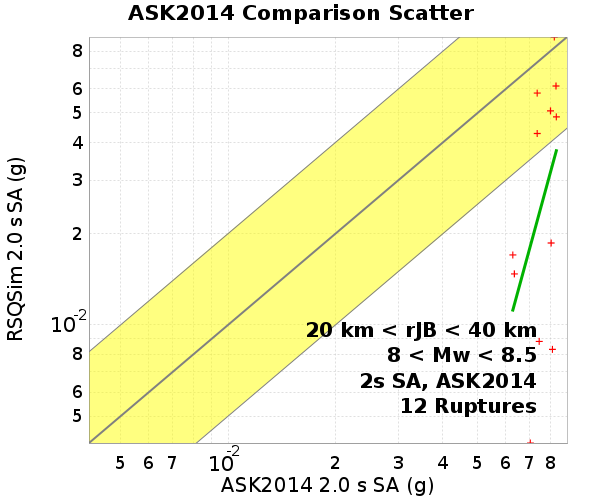 ASK2014 Comparison Scatter
8
6
5
4
3
2
10-2
8
6
5
RSQSim 2.0 s SA (g)
20 km < rJB < 40 km
8 < Mw < 8.5
2s SA, ASK2014
12 Ruptures
5 6 7 10-2 2 3 4 5 6 7 8
ASK2014 2.0 s SA (g)